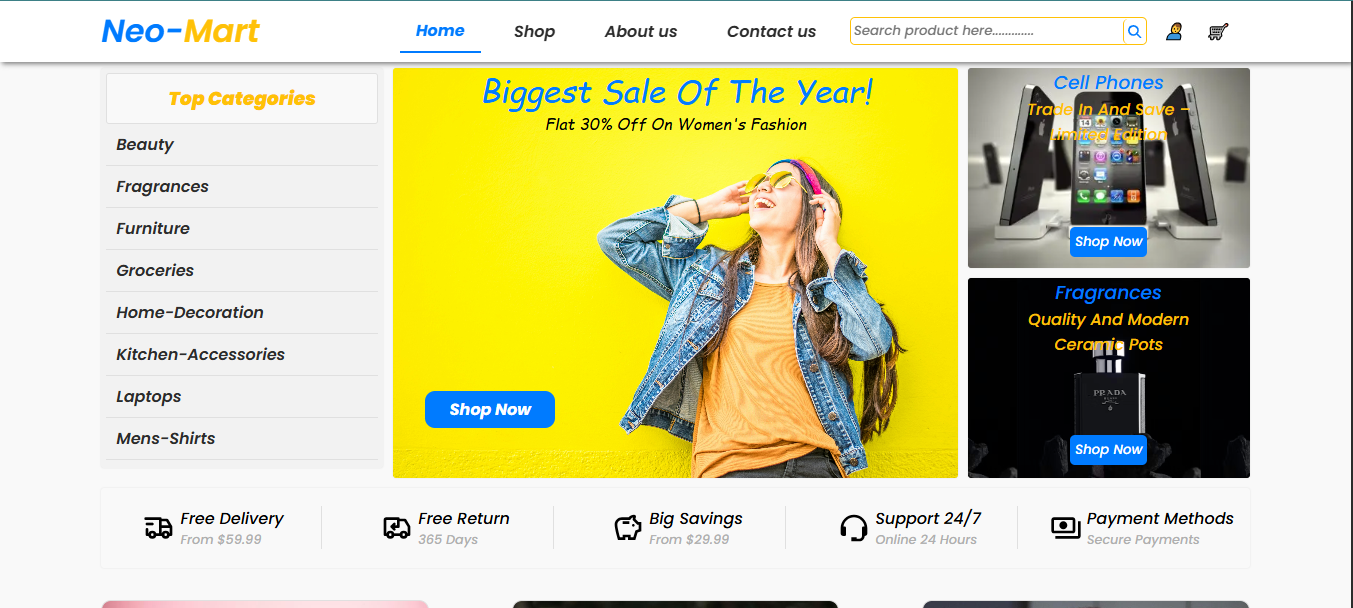 Neo-Mart
Home
Shop
About us
Contact us
Search product here.............
Top Categories
Beauty
Fragrances
Furniture
Groceries
Home-Decoration
Kitchen-Accessories
Laptops
Mens-Shirts
Biggest Sale Of The Year!
Flat 30% Off On Women's Fashion
Shop Now
Cell Phones
Trade In And Save –
Limited Edition
Shop Now
Fragrances
Quality And Modern
Ceramic Pots
PRADA
Shop Now
Free Delivery
From $59.99
Free Return
365 Days
Big Savings
From $29.99
Support 24/7
Online 24 Hours
Payment Methods
Secure Payments